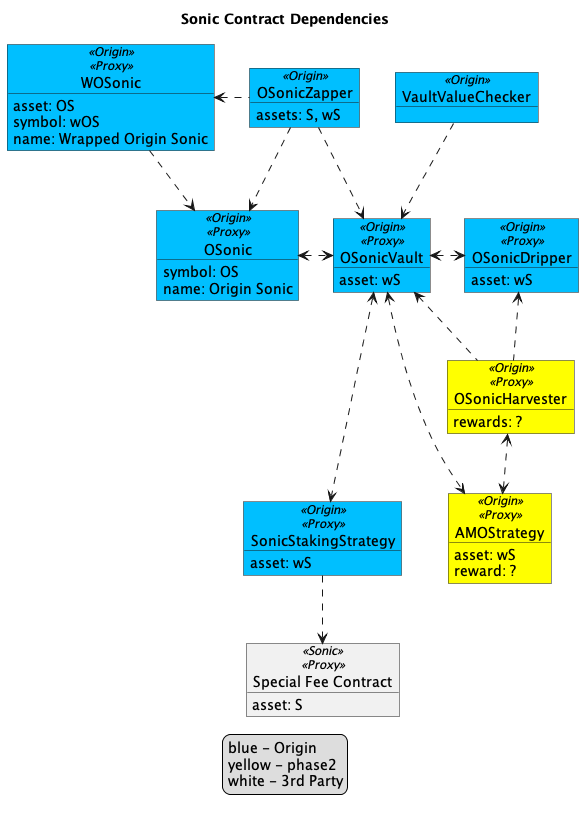 Sonic Contract Dependencies
«Origin»
«Proxy»
WOSonic
asset: OS
symbol: wOS
name: Wrapped Origin Sonic
«Origin»
OSonicZapper
assets: S, wS
«Origin»
VaultValueChecker
«Origin»
«Proxy»
OSonic
symbol: OS
name: Origin Sonic
«Origin»
«Proxy»
OSonicVault
asset: wS
«Origin»
«Proxy»
OSonicDripper
asset: wS
«Origin»
«Proxy»
OSonicHarvester
rewards: ?
«Origin»
«Proxy»
SonicStakingStrategy
asset: wS
«Origin»
«Proxy»
AMOStrategy
asset: wS
reward: ?
«Sonic»
«Proxy»
Special Fee Contract
asset: S
blue – Origin
yellow – phase2
white – 3rd Party